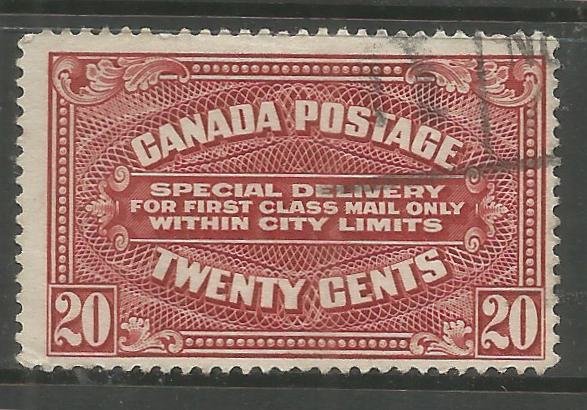 CANADA POSTAGE
SPECIAL DELIVERY
FOR FIRST CLASS MAIL ONLY
WITHIN CITY LIMITS
TWENTY CENTS
20 20